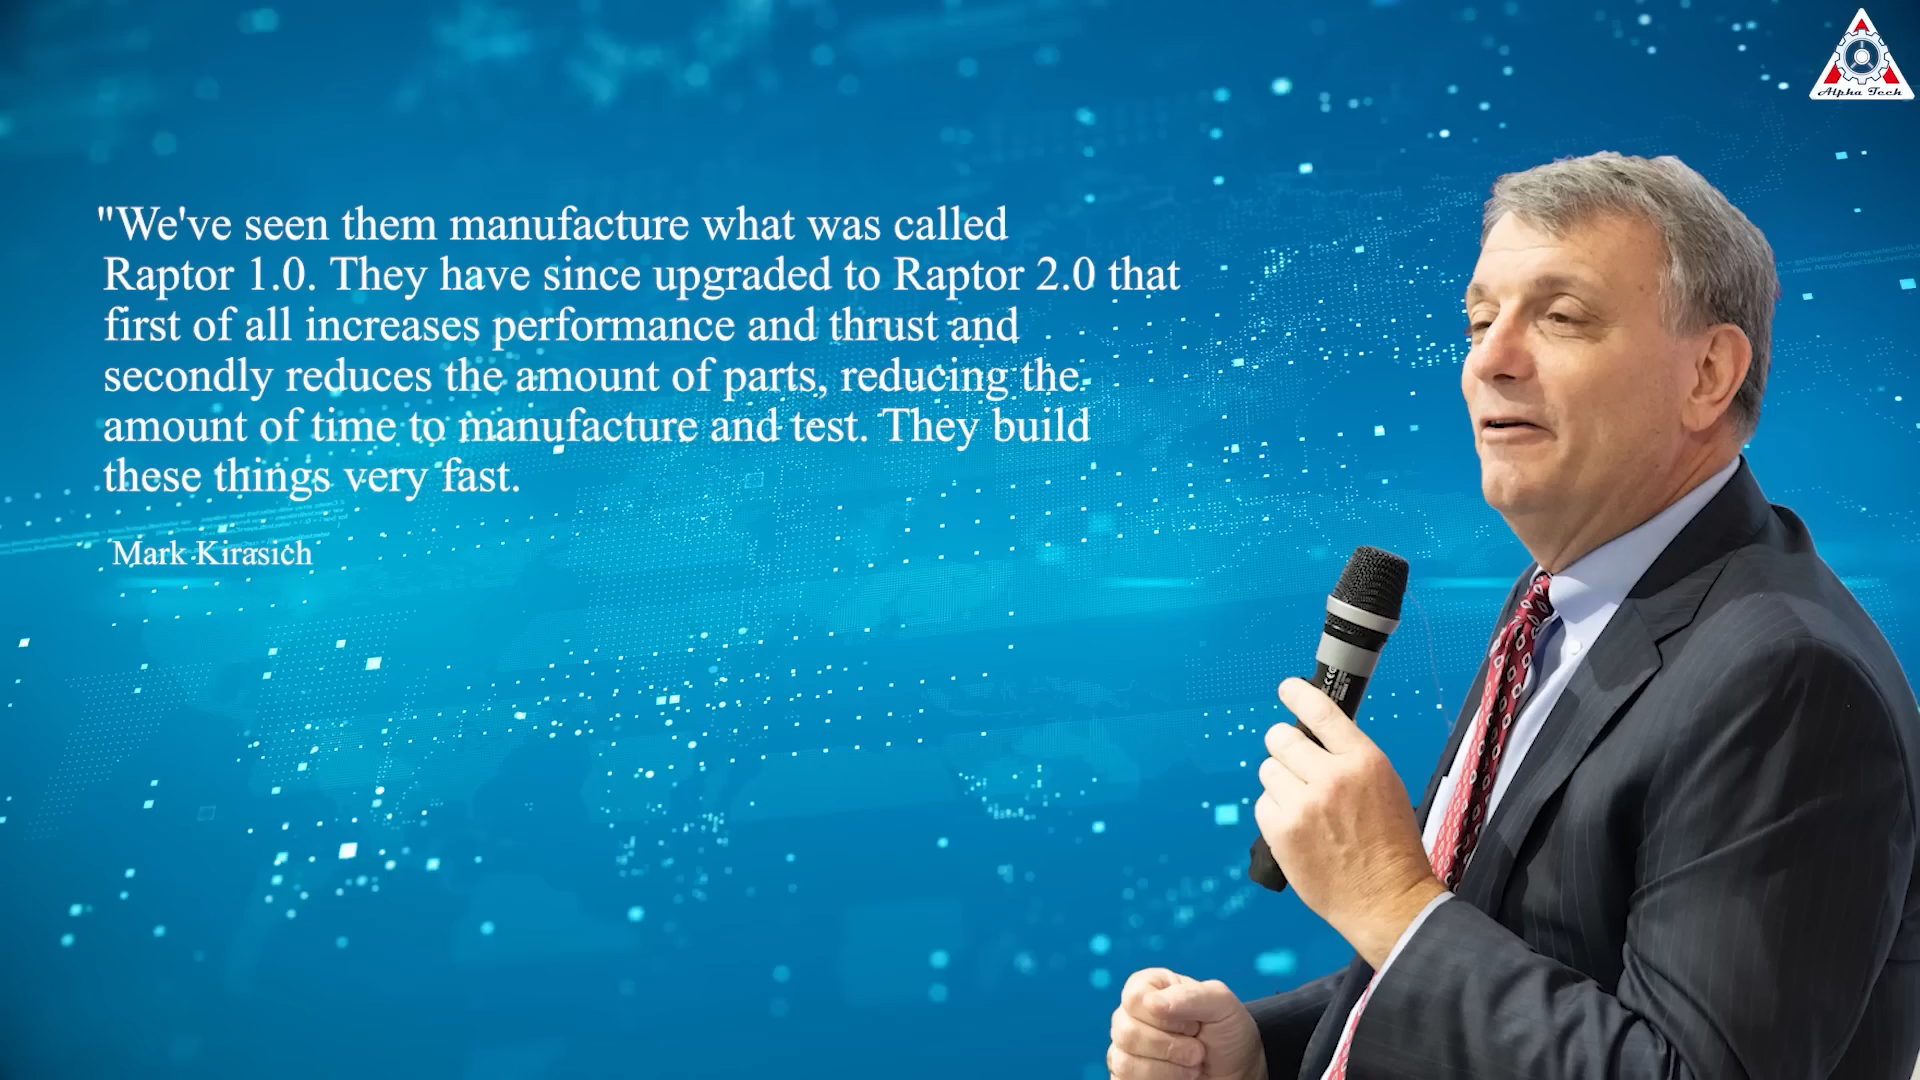 "We've seen them manufacture what was called
Raptor 1.0. They have since upgraded to Raptor 2.0 that
first of all increases performance and thrust and
secondly reduces the amount of parts, reducing the
amount of time to manufacture and test. They build
these things very fast.
Mark Kirasich
Alpha Tech